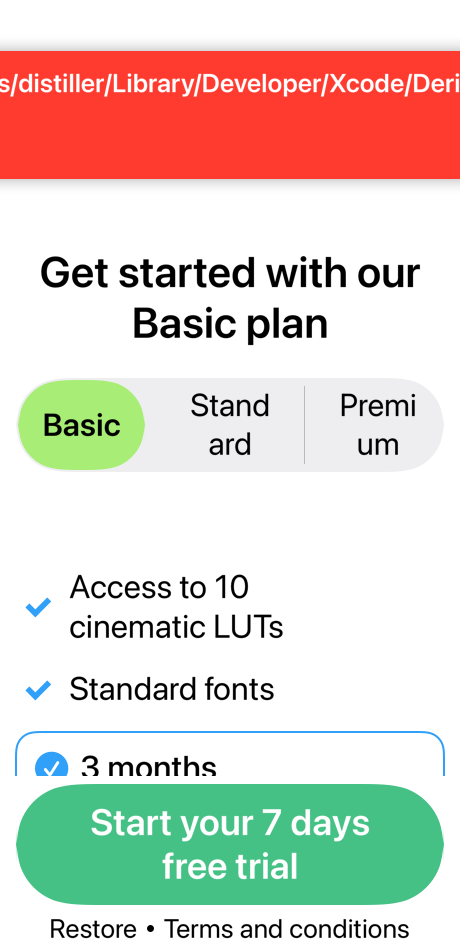 s/distiller/Library/Developer/Xcode/Deri
Get started with our
Basic plan
Basic
Stand
ard
Premi
um
Access to 10
cinematic LUTs
Standard fonts
3 months
Start your 7 days
free trial
Restore • Terms and conditions